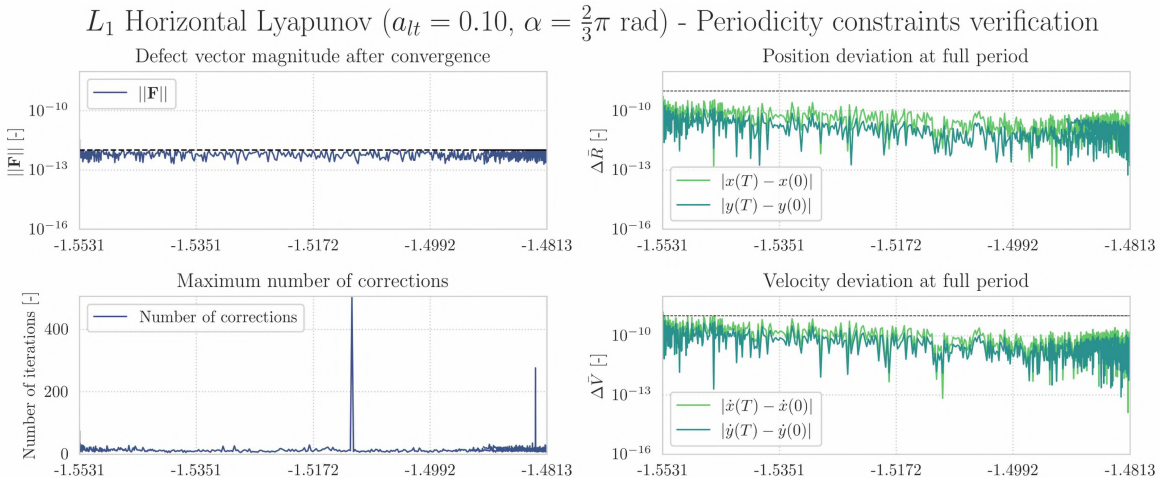 L₁ Horizontal Lyapunov (aₗₜ = 0.10, α = 2/3π rad) - Periodicity constraints verification
Defect vector magnitude after convergence
||F|| [-]
10⁻¹⁰
10⁻¹³
10⁻¹⁶
||F||
-1.5531 -1.5351 -1.5172 -1.4992 -1.4813
Position deviation at full period
ΔR̄ [-]
10⁻¹⁰
10⁻¹³
10⁻¹⁶
|x(T) − x(0)|
|y(T) − y(0)|
-1.5531 -1.5351 -1.5172 -1.4992 -1.4813
Maximum number of corrections
Number of iterations [-]
400
200
0
Number of corrections
-1.5531 -1.5351 -1.5172 -1.4992 -1.4813
Velocity deviation at full period
ΔV̄ [-]
10⁻¹⁰
10⁻¹³
10⁻¹⁶
|ẋ(T) − ẋ(0)|
|ẏ(T) − ẏ(0)|
-1.5531 -1.5351 -1.5172 -1.4992 -1.4813